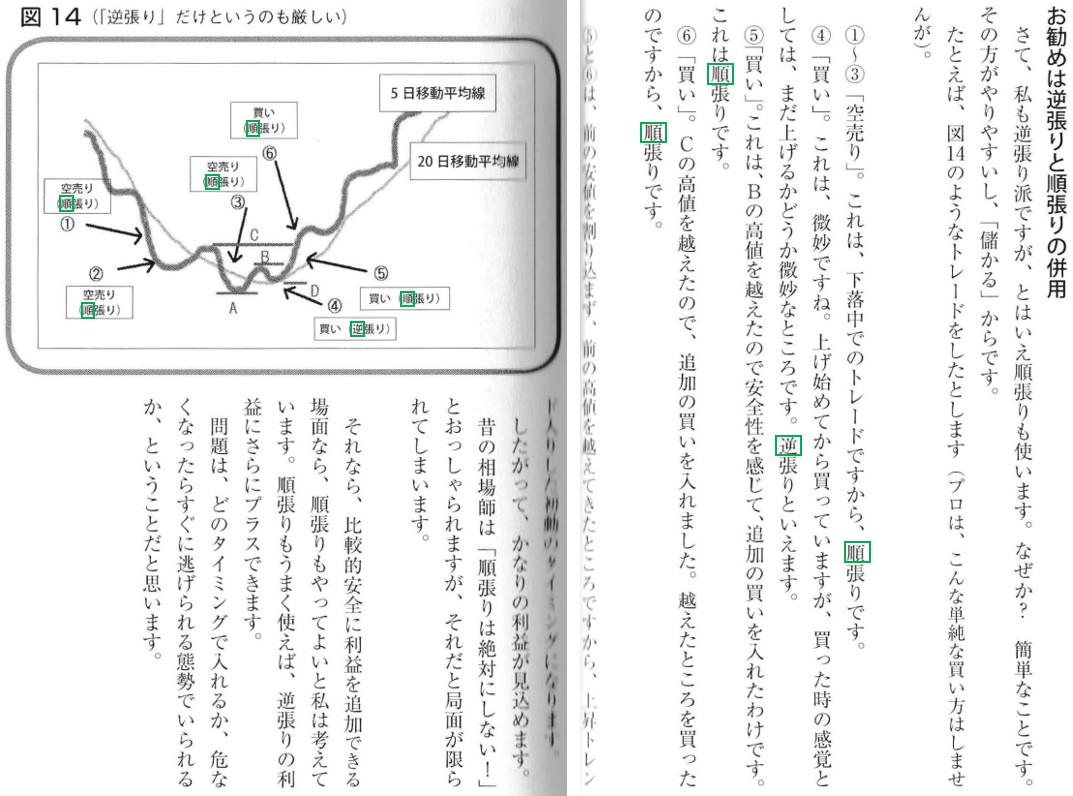 お勧めは逆張りと順張りの併用
さて、私も逆張り派ですが、とはいえ順張りも使います。なぜか？　簡単なことです。
その方がやりやすいし、「儲かる」からです。
たとえば、図14のようなトレードをしたとします（プロは、こんな単純な買い方はしませ
んが）。
①～③「空売り」。これは、下落中でのトレードですから、順張りです。
④「買い」。これは、微妙ですね。上げ始めてから買っていますが、買った時の感覚と
しては、まだ上げるかどうか微妙なところです。逆張りといえます。
⑤「買い」。これは、Bの高値を越えたので安全性を感じて、追加の買いを入れたわけです。
これは順張りです。
⑥「買い」。Cの高値を越えたので、追加の買いを入れました。越えたところを買った
のですから、順張りです。
⑤と⑥は、前の安値を割り込まず、前の高値を越えてきたところですから、上昇トレン
図14（「逆張り」だけというのも厳しい）
5日移動平均線
買い
（順張り）
⑥
20日移動平均線
空売り
（順張り）
③
空売り
（順張り）
①
C
B
②
⑤
空売り
（順張り）
D
A
④
買い（順張り）
買い（逆張り）
ド入りした初動のタイミングになります。
したがって、かなりの利益が見込めます。
昔の相場師は「順張りは絶対にしない！」
とおっしゃられますが、それだと局面が限ら
れてしまいます。
それなら、比較的安全に利益を追加できる
場面なら、順張りもやってよいと私は考えて
います。順張りもうまく使えば、逆張りの利
益にさらにプラスできます。
問題は、どのタイミングで入れるか、危な
くなったらすぐに逃げられる態勢でいられる
か、ということだと思います。